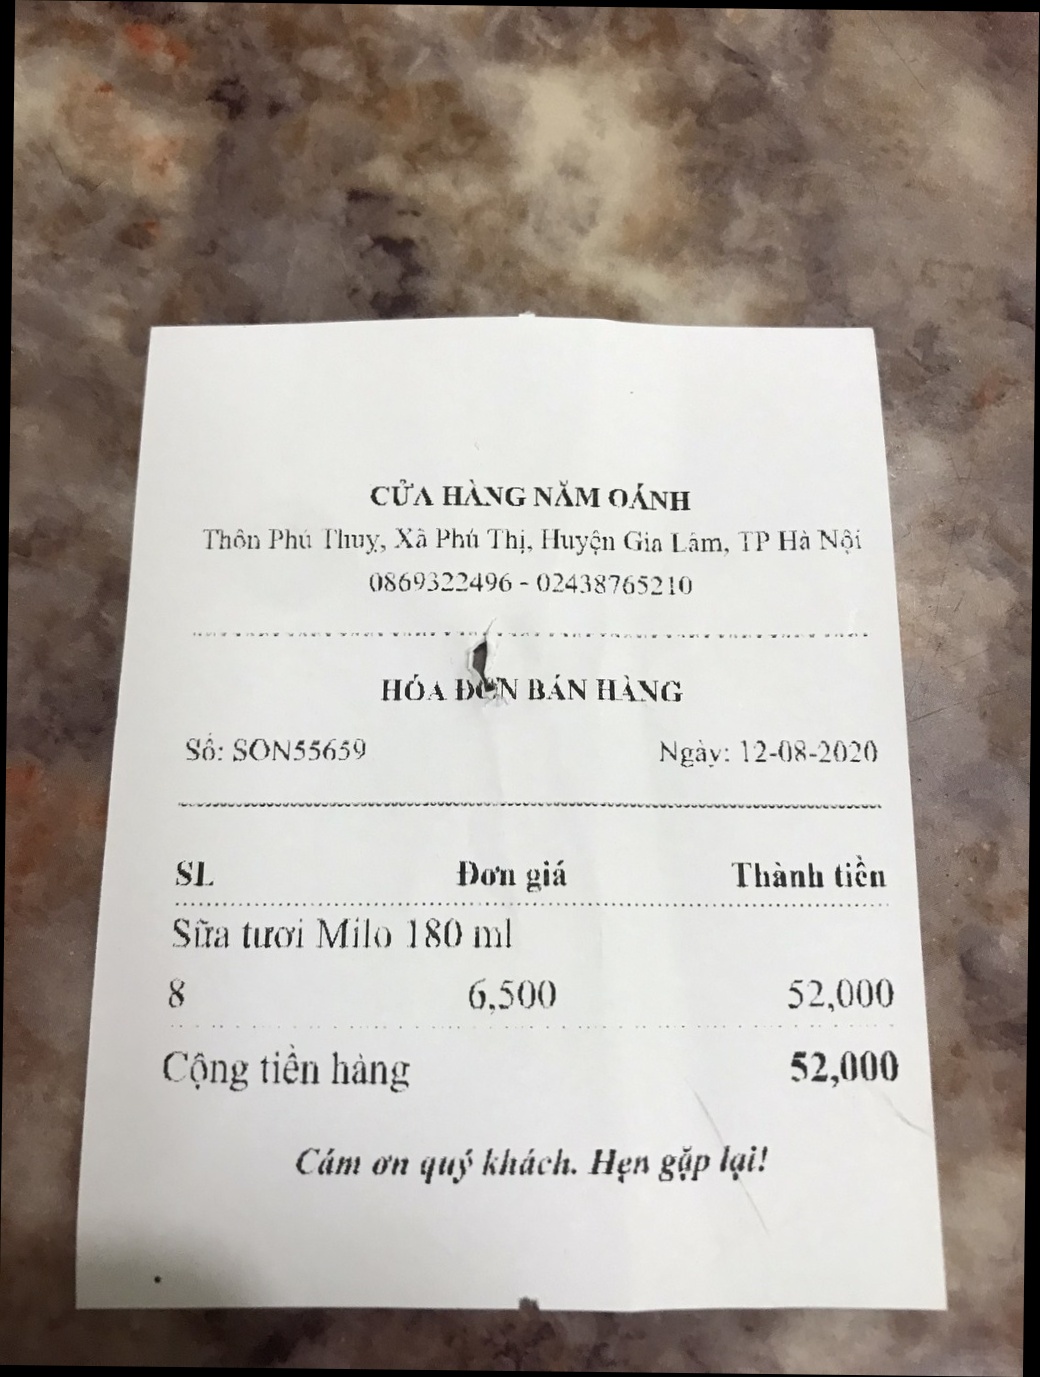 CỬA HÀNG NĂM OÁNH
Thôn Phú Thuỵ, Xã Phú Thị, Huyện Gia Lâm, TP Hà Nội
0869322496 - 02438765210
HÓA ĐƠN BÁN HÀNG
Số: SON55659 Ngày: 12-08-2020
SL Đơn giá Thành tiền
Sữa tươi Milo 180 ml
8 6,500 52,000
Cộng tiền hàng 52,000
Cám ơn quý khách. Hẹn gặp lại!